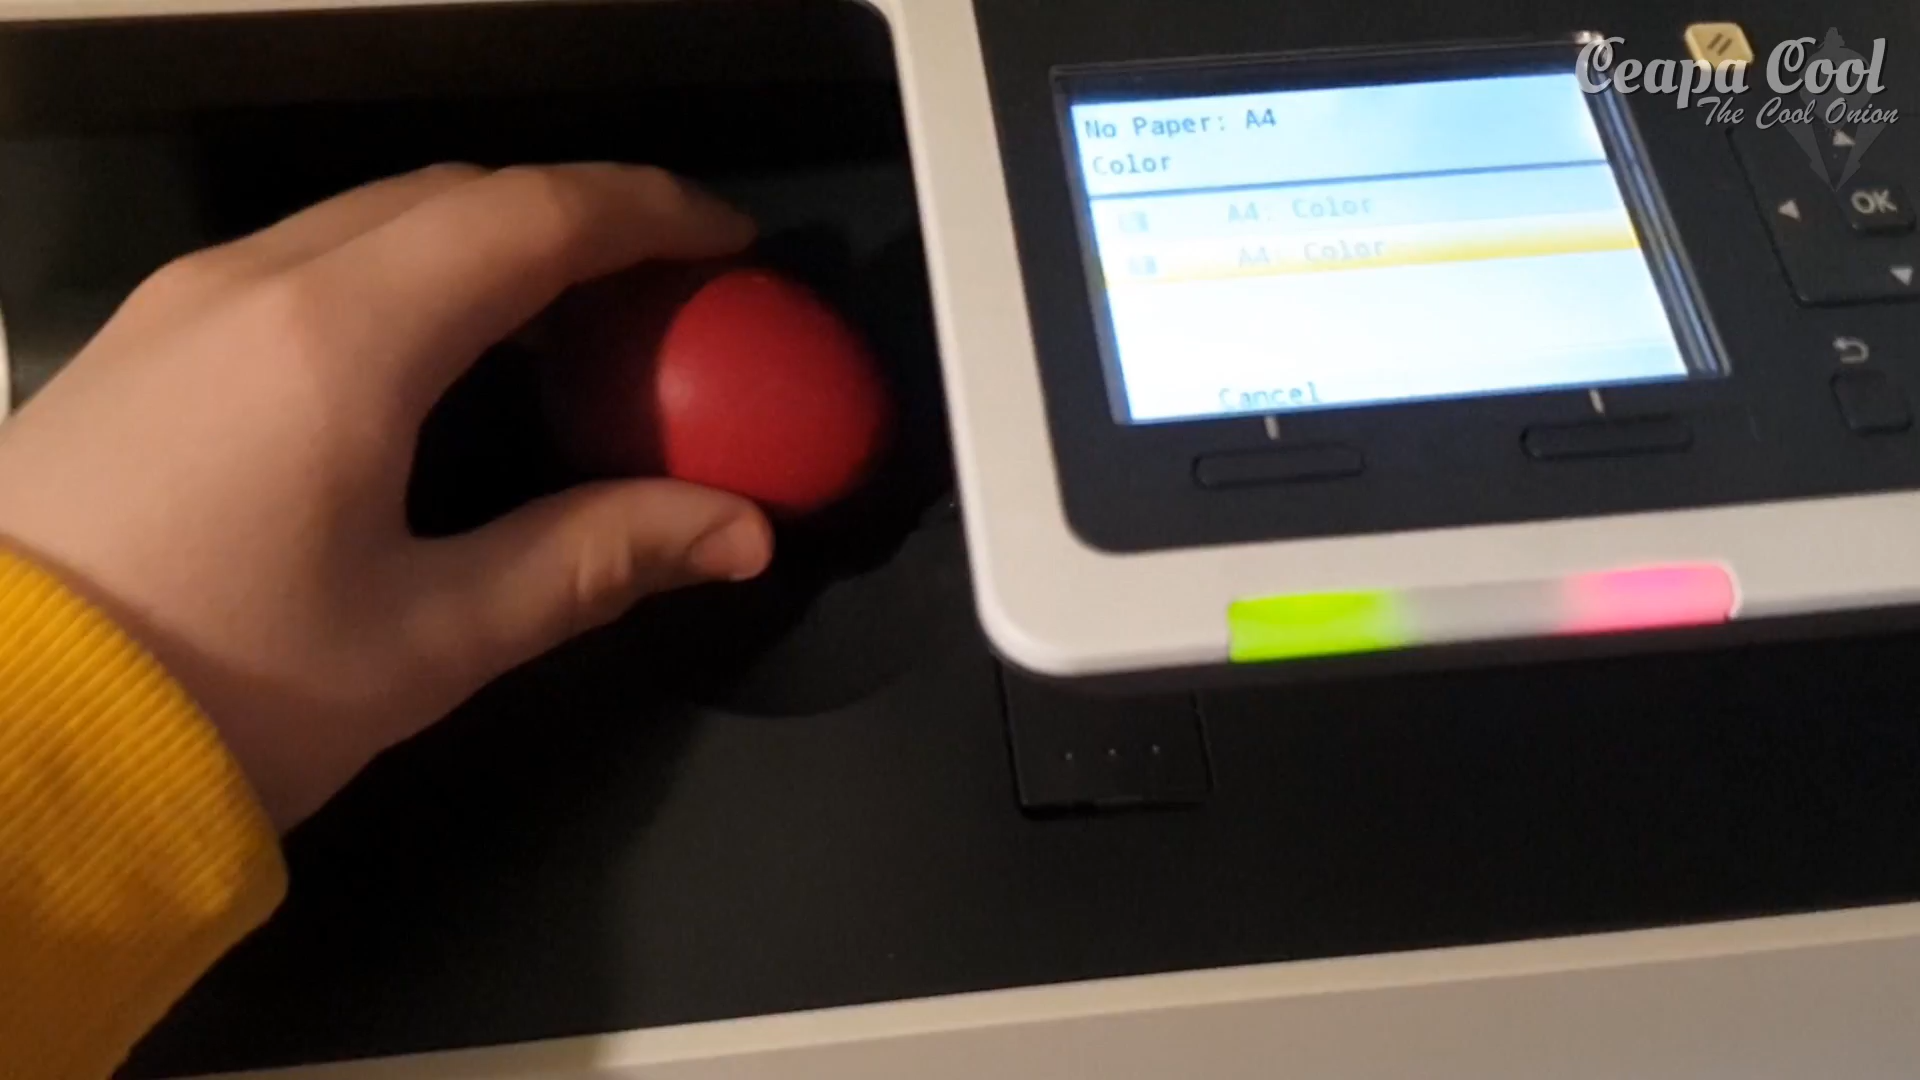 Ceapa Cool
The Cool Onion
No Paper: A4
Color
A4: Color
A4: Color
Cancel
OK